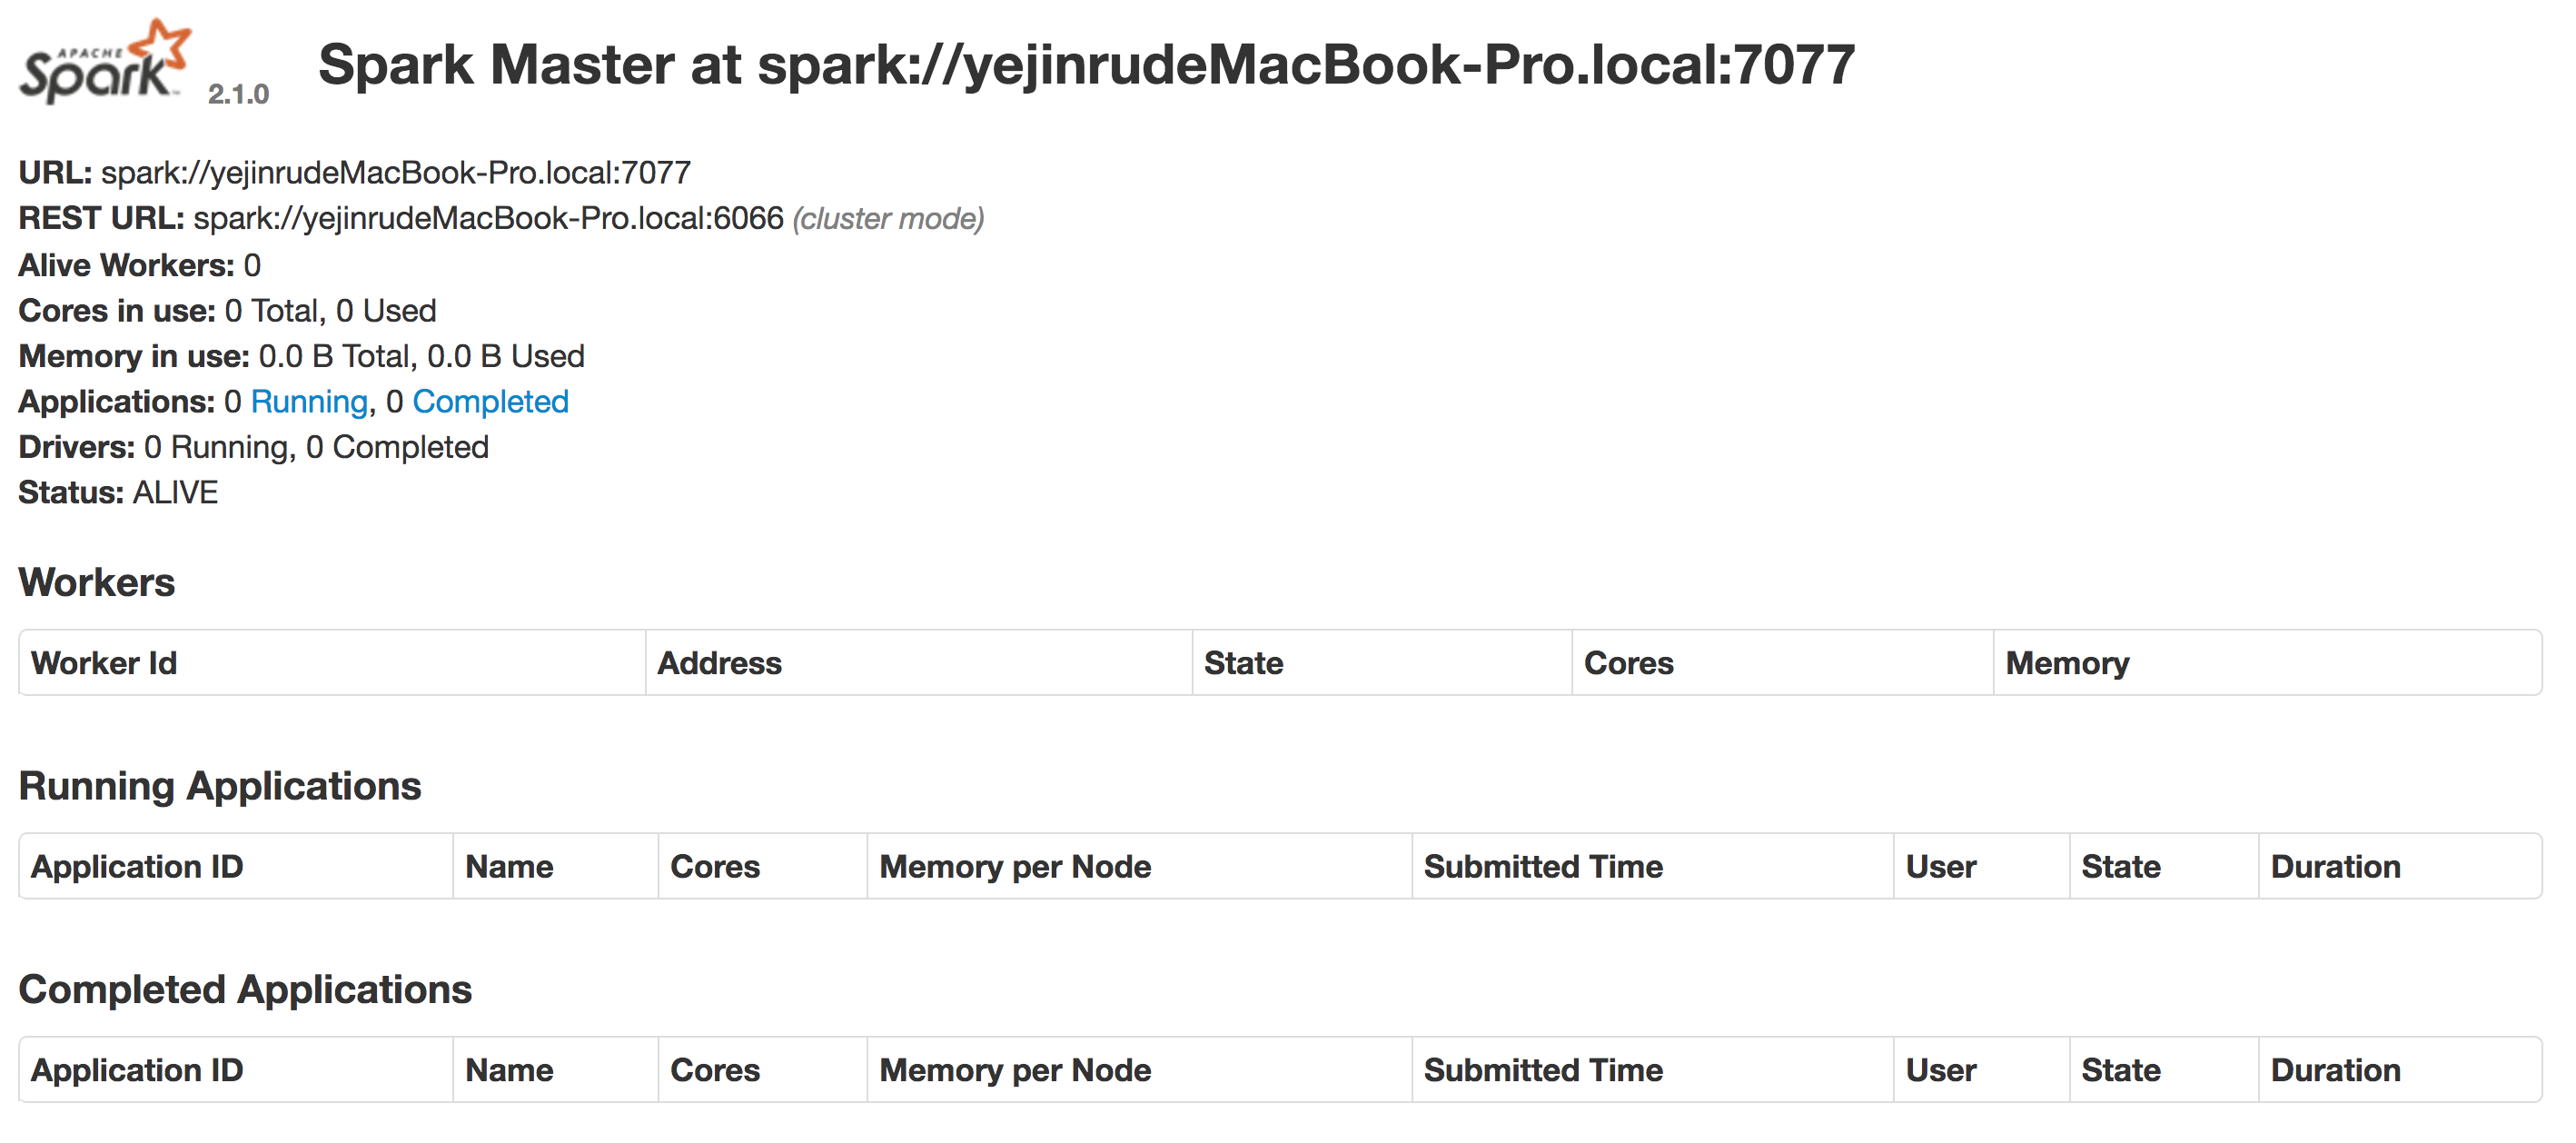 APACHE
Spark™ 2.1.0 Spark Master at spark://yejinrudeMacBook-Pro.local:7077
URL: spark://yejinrudeMacBook-Pro.local:7077
REST URL: spark://yejinrudeMacBook-Pro.local:6066 (cluster mode)
Alive Workers: 0
Cores in use: 0 Total, 0 Used
Memory in use: 0.0 B Total, 0.0 B Used
Applications: 0 Running, 0 Completed
Drivers: 0 Running, 0 Completed
Status: ALIVE
Workers
Worker Id Address State Cores Memory
Running Applications
Application ID Name Cores Memory per Node Submitted Time User State Duration
Completed Applications
Application ID Name Cores Memory per Node Submitted Time User State Duration